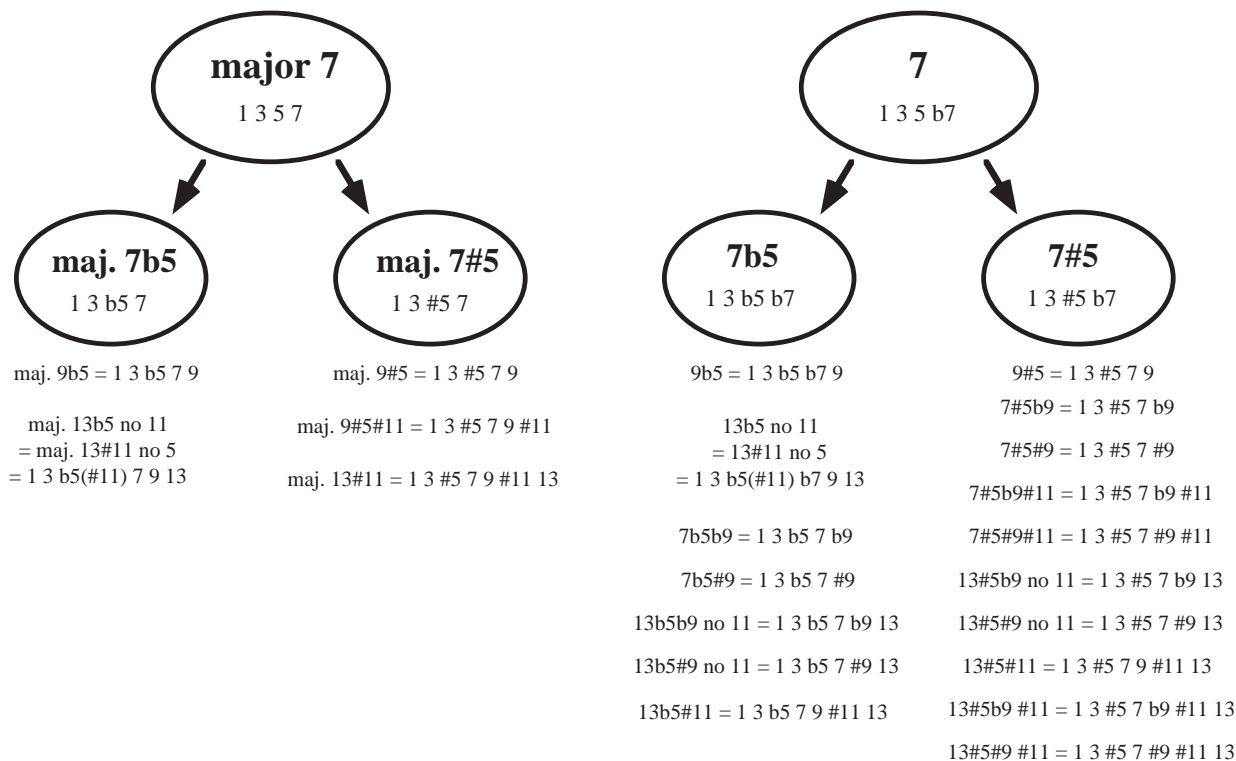 major 7
1 3 5 7
maj. 7b5
1 3 b5 7
maj. 7#5
1 3 #5 7
maj. 9b5 = 1 3 b5 7 9
maj. 13b5 no 11
= maj. 13#11 no 5
= 1 3 b5(#11) 7 9 13
maj. 9#5 = 1 3 #5 7 9
maj. 9#5#11 = 1 3 #5 7 9 #11
maj. 13#11 = 1 3 #5 7 9 #11 13
7
1 3 5 b7
7b5
1 3 b5 b7
7#5
1 3 #5 b7
9b5 = 1 3 b5 b7 9
13b5 no 11
= 13#11 no 5
= 1 3 b5(#11) b7 9 13
7b5b9 = 1 3 b5 7 b9
7b5#9 = 1 3 b5 7 #9
13b5b9 no 11 = 1 3 b5 7 b9 13
13b5#9 no 11 = 1 3 b5 7 #9 13
13b5#11 = 1 3 b5 7 9 #11 13
9#5 = 1 3 #5 7 9
7#5b9 = 1 3 #5 7 b9
7#5#9 = 1 3 #5 7 #9
7#5b9#11 = 1 3 #5 7 b9 #11
7#5#9#11 = 1 3 #5 7 #9 #11
13#5b9 no 11 = 1 3 #5 7 b9 13
13#5#9 no 11 = 1 3 #5 7 #9 13
13#5#11 = 1 3 #5 7 9 #11 13
13#5b9 #11 = 1 3 #5 7 b9 #11 13
13#5#9 #11 = 1 3 #5 7 #9 #11 13